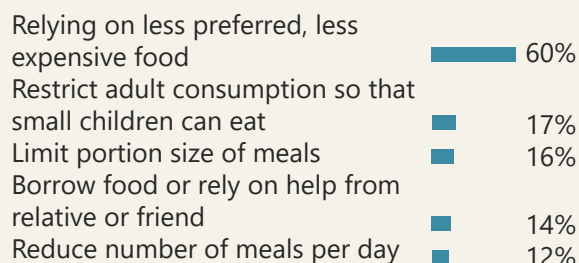 Relying on less preferred, less
expensive food 60%
Restrict adult consumption so that
small children can eat 17%
Limit portion size of meals 16%
Borrow food or rely on help from
relative or friend 14%
Reduce number of meals per day 12%